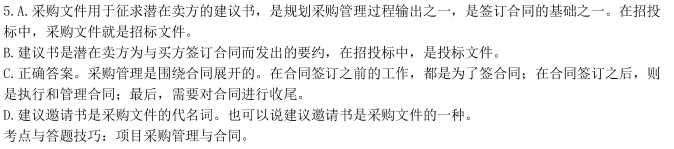 5.A.采购文件用于征求潜在卖方的建议书，是规划采购管理过程输出之一，是签订合同的基础之一。在招投
标中，采购文件就是招标文件。
B.建议书是潜在卖方为与买方签订合同而发出的要约，在招投标中，是投标文件。
C.正确答案。采购管理是围绕合同展开的。在合同签订之前的工作，都是为了签合同；在合同签订之后，则
是执行和管理合同；最后，需要对合同进行收尾。
D.建议邀请书是采购文件的代名词。也可以说建议邀请书是采购文件的一种。
考点与答题技巧：项目采购管理与合同。